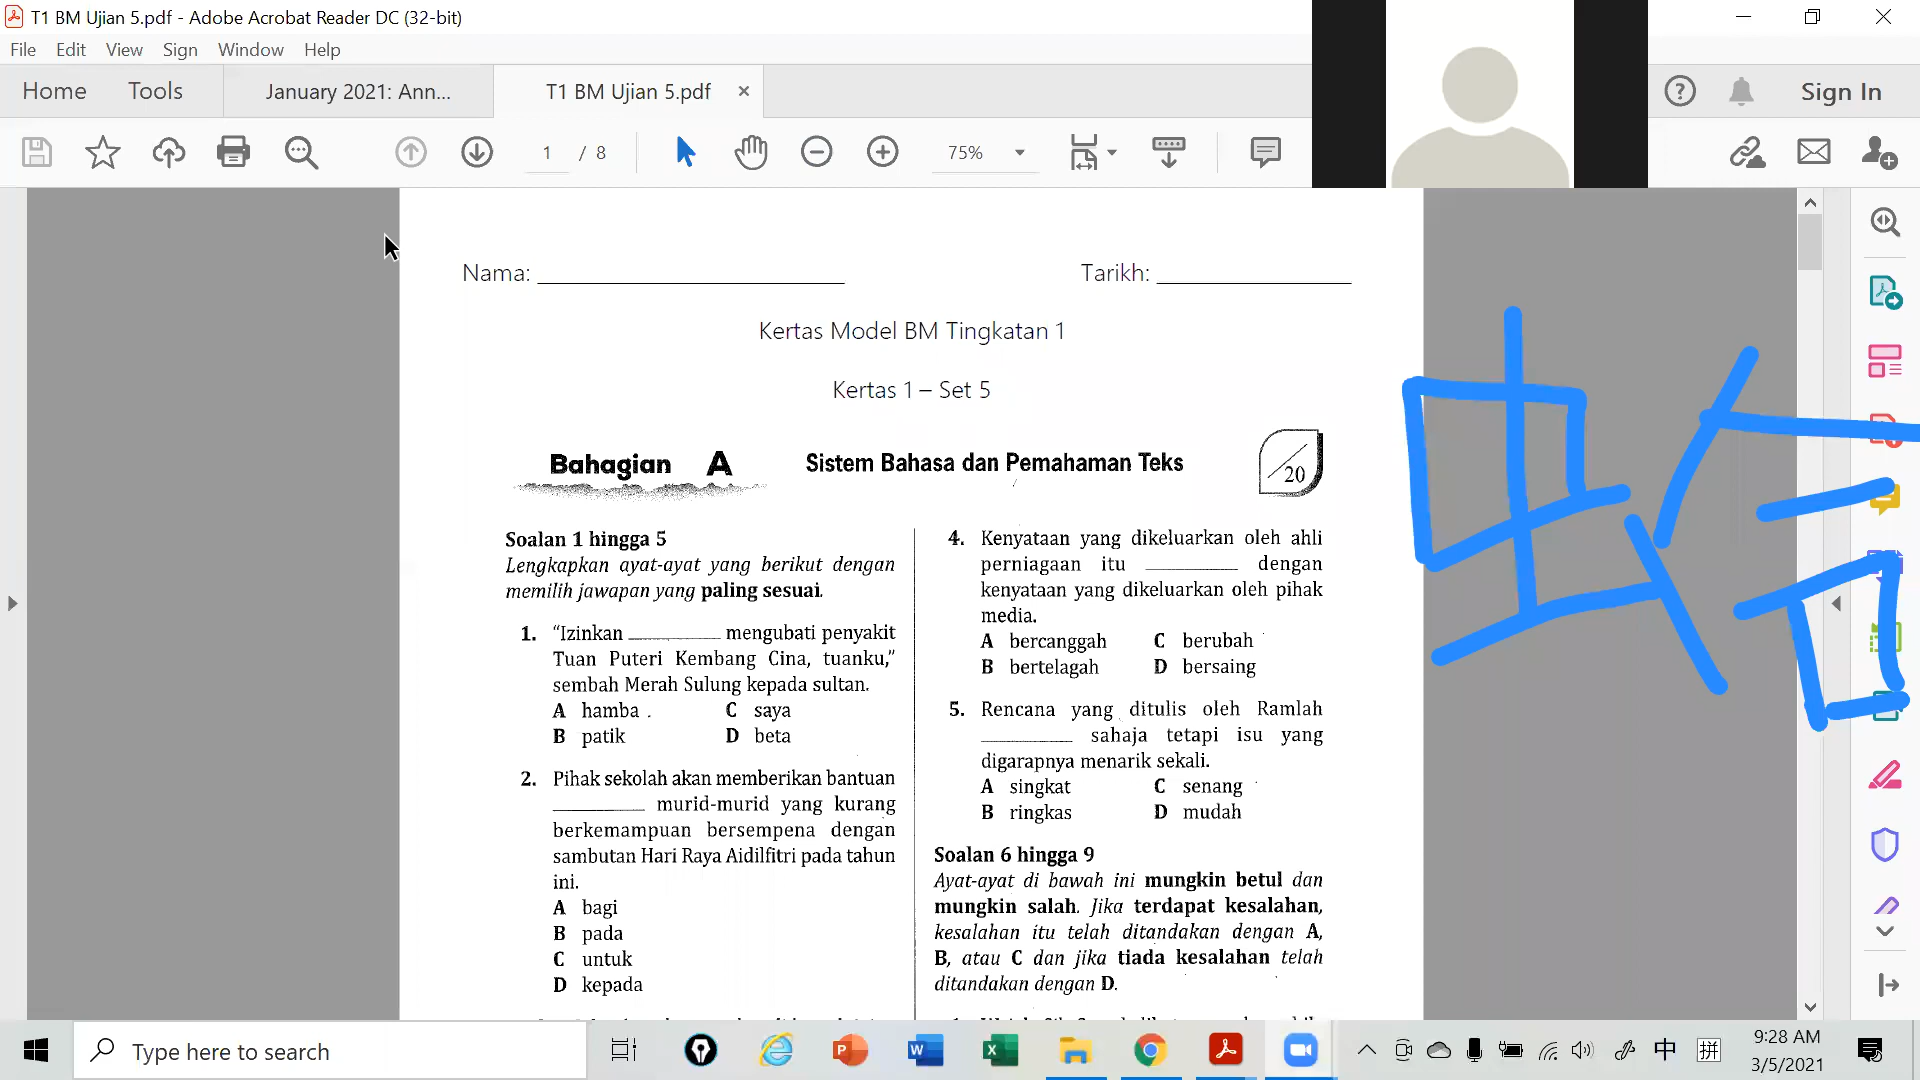 T1 BM Ujian 5.pdf - Adobe Acrobat Reader DC (32-bit)
File Edit View Sign Window Help
Home Tools January 2021: Ann... T1 BM Ujian 5.pdf × Sign In
1 / 8 75%
Nama: Tarikh:
Kertas Model BM Tingkatan 1
Kertas 1 – Set 5
Bahagian A Sistem Bahasa dan Pemahaman Teks 20
Soalan 1 hingga 5
Lengkapkan ayat-ayat yang berikut dengan
memilih jawapan yang paling sesuai.
1. “Izinkan ________ mengubati penyakit
Tuan Puteri Kembang Cina, tuanku,”
sembah Merah Sulung kepada sultan.
A hamba C saya
B patik D beta
2. Pihak sekolah akan memberikan bantuan
________ murid-murid yang kurang
berkemampuan bersempena dengan
sambutan Hari Raya Aidilfitri pada tahun
ini.
A bagi
B pada
C untuk
D kepada
4. Kenyataan yang dikeluarkan oleh ahli
perniagaan itu ________ dengan
kenyataan yang dikeluarkan oleh pihak
media.
A bercanggah C berubah
B bertelagah D bersaing
5. Rencana yang ditulis oleh Ramlah
________ sahaja tetapi isu yang
digarapnya menarik sekali.
A singkat C senang
B ringkas D mudah
Soalan 6 hingga 9
Ayat-ayat di bawah ini mungkin betul dan
mungkin salah. Jika terdapat kesalahan,
kesalahan itu telah ditandakan dengan A,
B, atau C dan jika tiada kesalahan telah
ditandakan dengan D.
Type here to search
中 拼
9:28 AM
3/5/2021